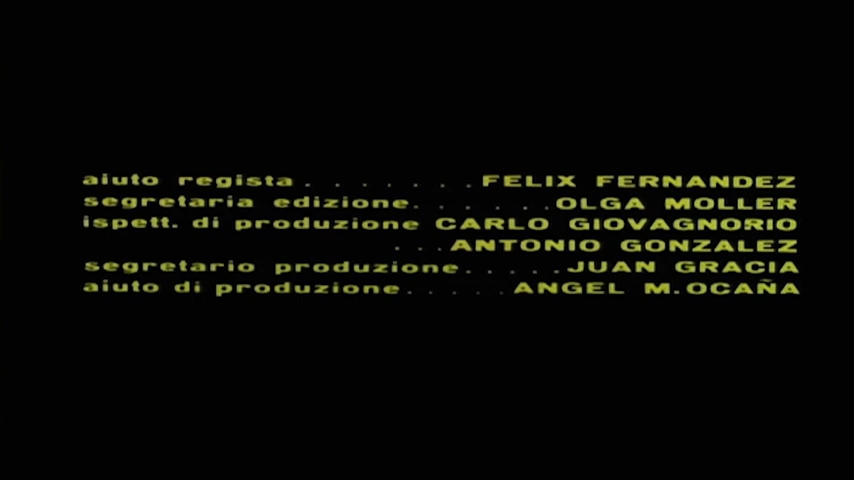 aiuto regista . . . . . . . FELIX FERNANDEZ
segretaria edizione . . . . . . OLGA MOLLER
ispett. di produzione CARLO GIOVAGNORIO
. . . ANTONIO GONZALEZ
segretario produzione . . . . . JUAN GRACIA
aiuto di produzione . . . . . ANGEL M. OCAÑA